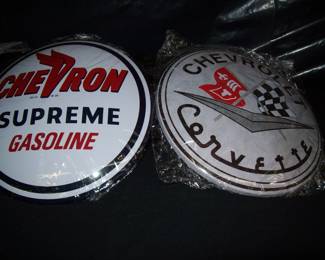 CHEVRON
SUPREME
GASOLINE
CHEVROLET
Corvette